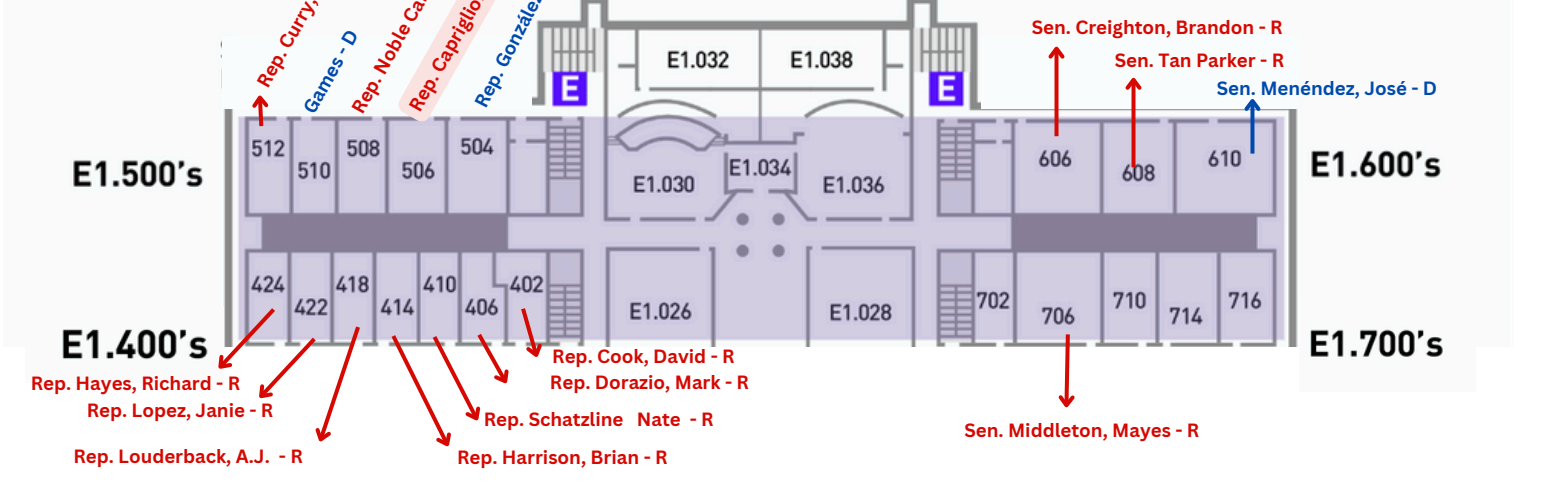 Rep. Curry,
Games - D
Rep. Noble
Rep.
Rep.
Sen. Creighton, Brandon - R
Sen. Tan Parker - R
Sen. Menéndez, José - D
E1.032
E1.038
E
E
512
510
508
506
504
E1.030
E1.034
E1.036
606
608
610
E1.500's
E1.600's
424
422
418
414
410
406
402
E1.026
E1.028
702
706
710
714
716
E1.400's
E1.700's
Rep. Cook, David - R
Rep. Hayes, Richard - R
Rep. Dorazio, Mark - R
Rep. Lopez, Janie - R
Rep. Schatzline Nate - R
Sen. Middleton, Mayes - R
Rep. Louderback, A.J. - R
Rep. Harrison, Brian - R